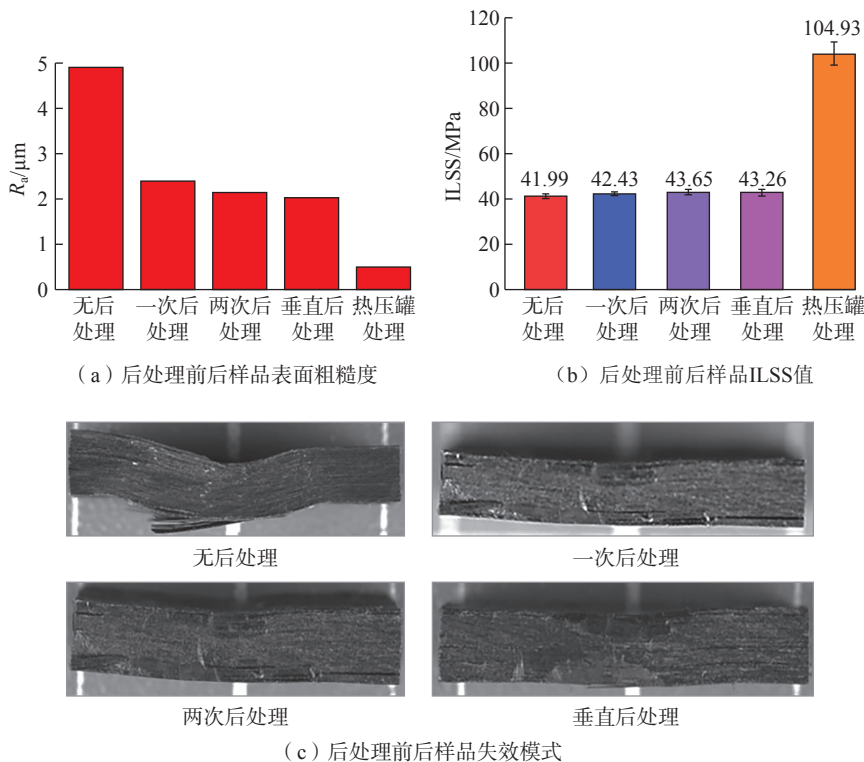 5
4
3
2
1
0
Ra/μm
无后
处理
一次后
处理
两次后
处理
垂直后
处理
热压罐
处理
（a）后处理前后样品表面粗糙度
120
100
80
60
40
20
0
ILSS/MPa
41.99
42.43
43.65
43.26
104.93
无后
处理
一次后
处理
两次后
处理
垂直后
处理
热压罐
处理
（b）后处理前后样品ILSS值
无后处理
一次后处理
两次后处理
垂直后处理
（c）后处理前后样品失效模式